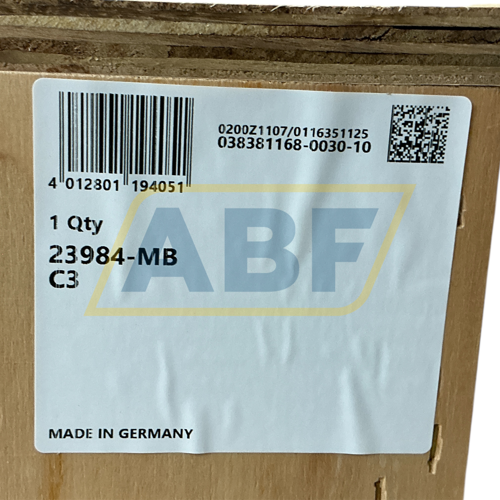 0200Z1107/0116351125
038381168-0030-10
4 012801 194051
1 Qty
23984-MB
C3
ABF
MADE IN GERMANY